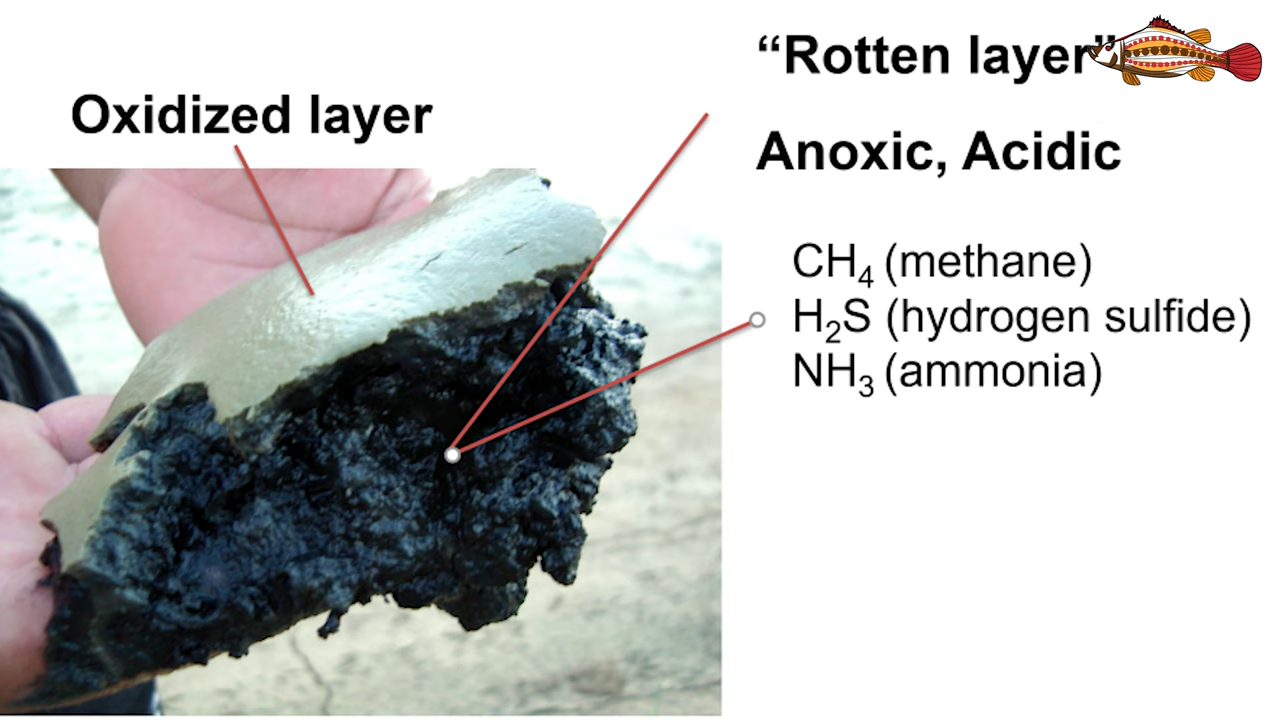 Oxidized layer
“Rotten layer”
Anoxic, Acidic
CH₄ (methane)
H₂S (hydrogen sulfide)
NH₃ (ammonia)